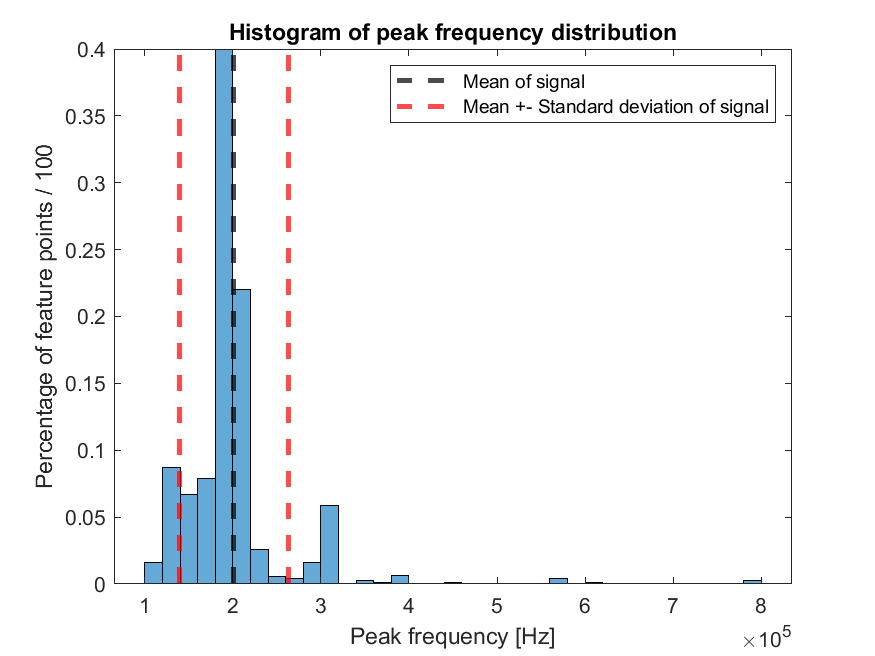 Histogram of peak frequency distribution
Mean of signal
Mean +- Standard deviation of signal
Percentage of feature points / 100
0.4
0.35
0.3
0.25
0.2
0.15
0.1
0.05
0
1 2 3 4 5 6 7 8
×10⁵
Peak frequency [Hz]